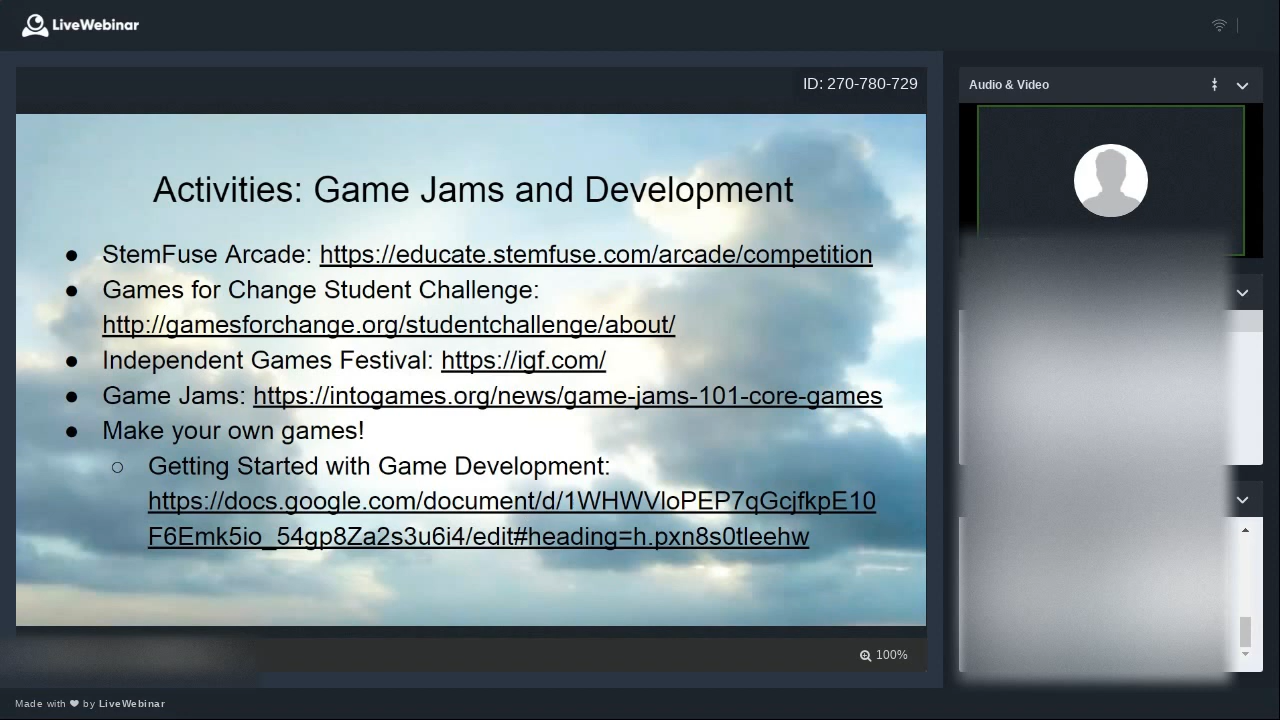 LiveWebinar
ID: 270-780-729
Audio & Video
Activities: Game Jams and Development
● StemFuse Arcade: https://educate.stemfuse.com/arcade/competition
● Games for Change Student Challenge:
http://gamesforchange.org/studentchallenge/about/
● Independent Games Festival: https://igf.com/
● Game Jams: https://intogames.org/news/game-jams-101-core-games
● Make your own games!
○ Getting Started with Game Development:
https://docs.google.com/document/d/1WHWVloPEP7qGcjfkpE10
F6Emk5io_54gp8Za2s3u6i4/edit#heading=h.pxn8s0tleehw
100%
Made with ❤ by LiveWebinar